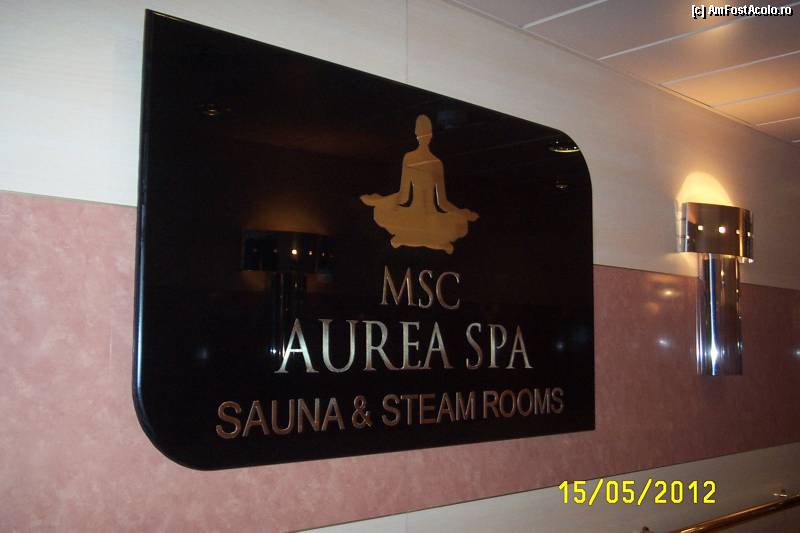 [c] AmFostAcolo.ro
MSC
AUREA SPA
SAUNA & STEAM ROOMS
15/05/2012